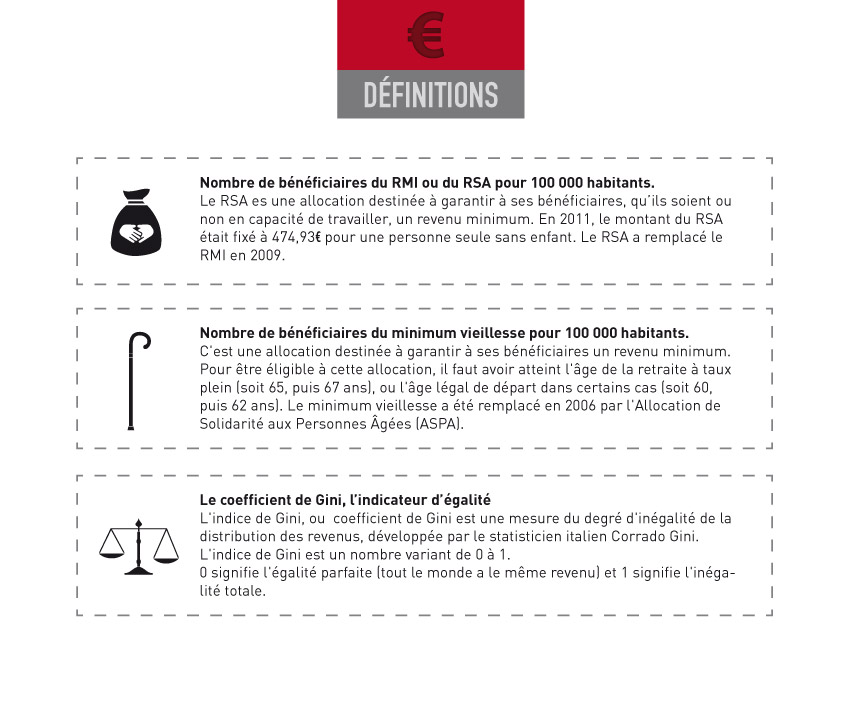 €
DÉFINITIONS
Nombre de bénéficiaires du RMI ou du RSA pour 100 000 habitants.
Le RSA es une allocation destinée à garantir à ses bénéficiaires, qu'ils soient ou
non en capacité de travailler, un revenu minimum. En 2011, le montant du RSA
était fixé à 474,93€ pour une personne seule sans enfant. Le RSA a remplacé le
RMI en 2009.
Nombre de bénéficiaires du minimum vieillesse pour 100 000 habitants.
C'est une allocation destinée à garantir à ses bénéficiaires un revenu minimum.
Pour être éligible à cette allocation, il faut avoir atteint l'âge de la retraite à taux
plein (soit 65, puis 67 ans), ou l'âge légal de départ dans certains cas (soit 60,
puis 62 ans). Le minimum vieillesse a été remplacé en 2006 par l'Allocation de
Solidarité aux Personnes Âgées (ASPA).
Le coefficient de Gini, l'indicateur d'égalité
L'indice de Gini, ou coefficient de Gini est une mesure du degré d'inégalité de la
distribution des revenus, développée par le statisticien italien Corrado Gini.
L'indice de Gini est un nombre variant de 0 à 1.
0 signifie l'égalité parfaite (tout le monde a le même revenu) et 1 signifie l'inéga-
lité totale.